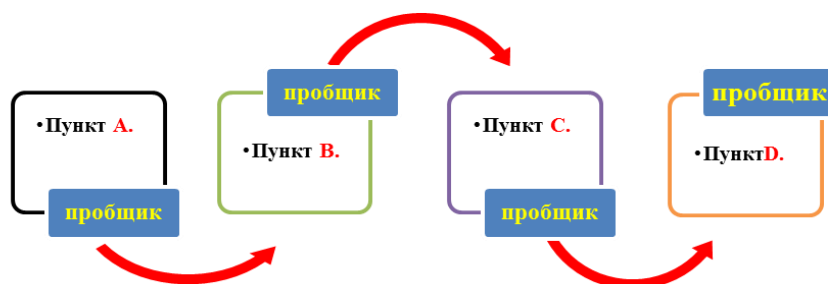 •Пункт A.
пробщик
пробщик
•Пункт B.
•Пункт C.
пробщик
пробщик
•ПунктD.